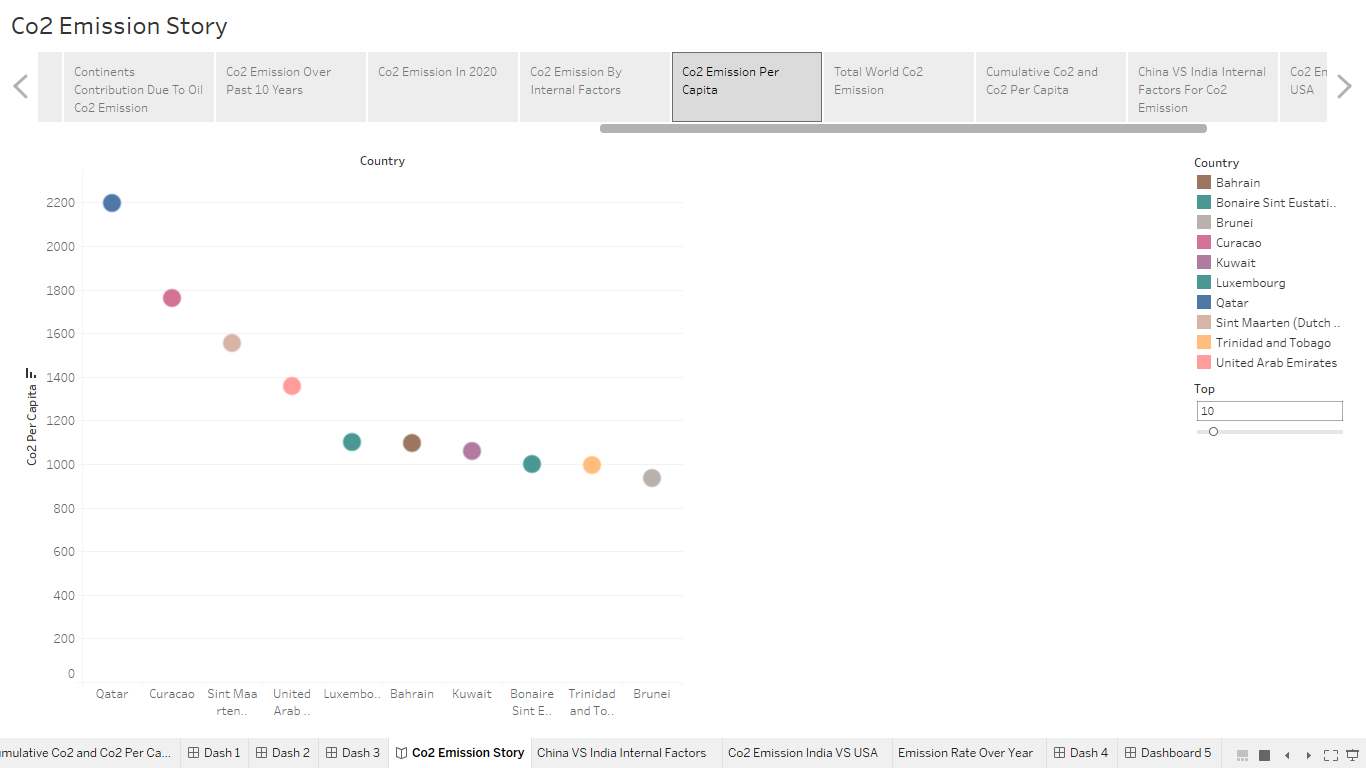 Co2 Emission Story
Continents
Contribution Due To Oil
Co2 Emission
Co2 Emission Over
Past 10 Years
Co2 Emission In 2020
Co2 Emission By
Internal Factors
Co2 Emission Per
Capita
Total World Co2
Emission
Cumulative Co2 and
Co2 Per Capita
China VS India Internal
Factors For Co2
Emission
Co2 En
USA
Country
2200
2000
1800
1600
1400
1200
1000
800
600
400
200
0
Co2 Per Capita
Qatar
Curacao
Sint Maa
rten..
United
Arab ..
Luxembo..
Bahrain
Kuwait
Bonaire
Sint E..
Trinidad
and To..
Brunei
Country
Bahrain
Bonaire Sint Eustati..
Brunei
Curacao
Kuwait
Luxembourg
Qatar
Sint Maarten (Dutch ..
Trinidad and Tobago
United Arab Emirates
Top
10
umulative Co2 and Co2 Per Ca... Dash 1 Dash 2 Dash 3 Co2 Emission Story China VS India Internal Factors Co2 Emission India VS USA Emission Rate Over Year Dash 4 Dashboard 5